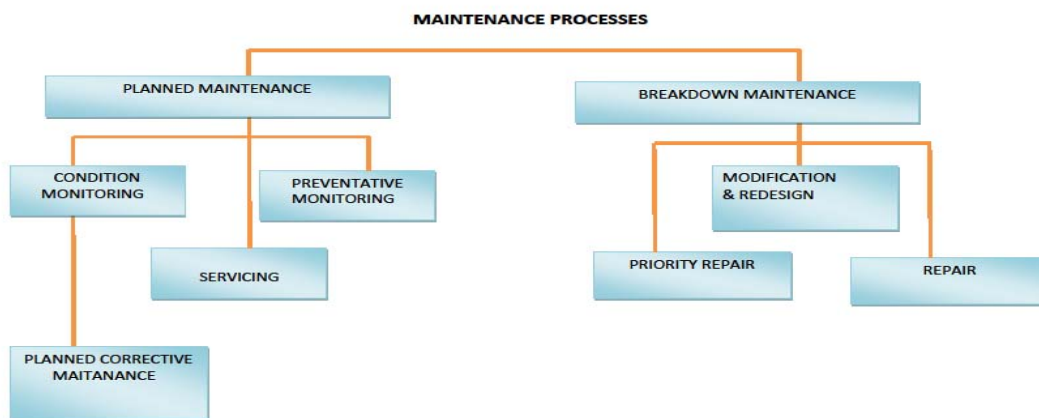 MAINTENANCE PROCESSES
PLANNED MAINTENANCE
BREAKDOWN MAINTENANCE
CONDITION
MONITORING
PREVENTATIVE
MONITORING
MODIFICATION
& REDESIGN
SERVICING
PRIORITY REPAIR
REPAIR
PLANNED CORRECTIVE
MAITANANCE